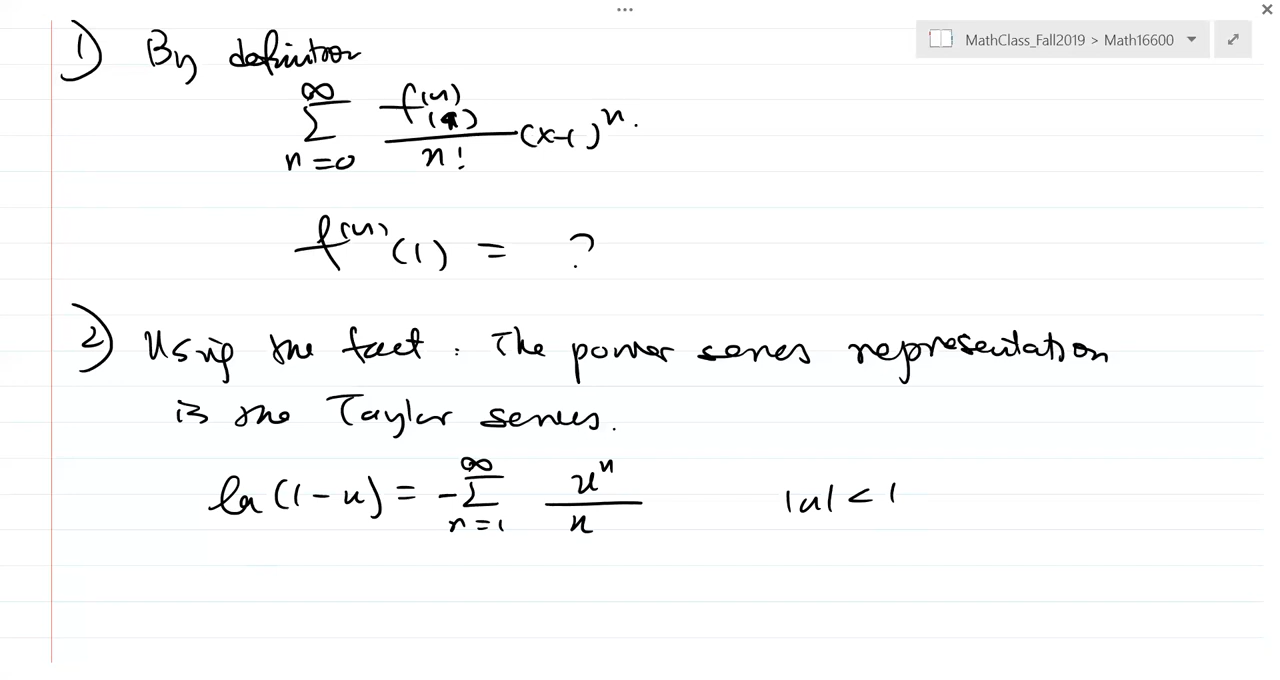 MathClass_Fall2019 > Math16600
1) By definition
∞ Σ n=0 f^(n)(1) / n! (x-1)^n.
f^(n)(1) = ?
2) Using the fact : The power series representation
is the Taylor series.
ln(1-u) = - ∞ Σ n=1 u^n / n |u| < 1